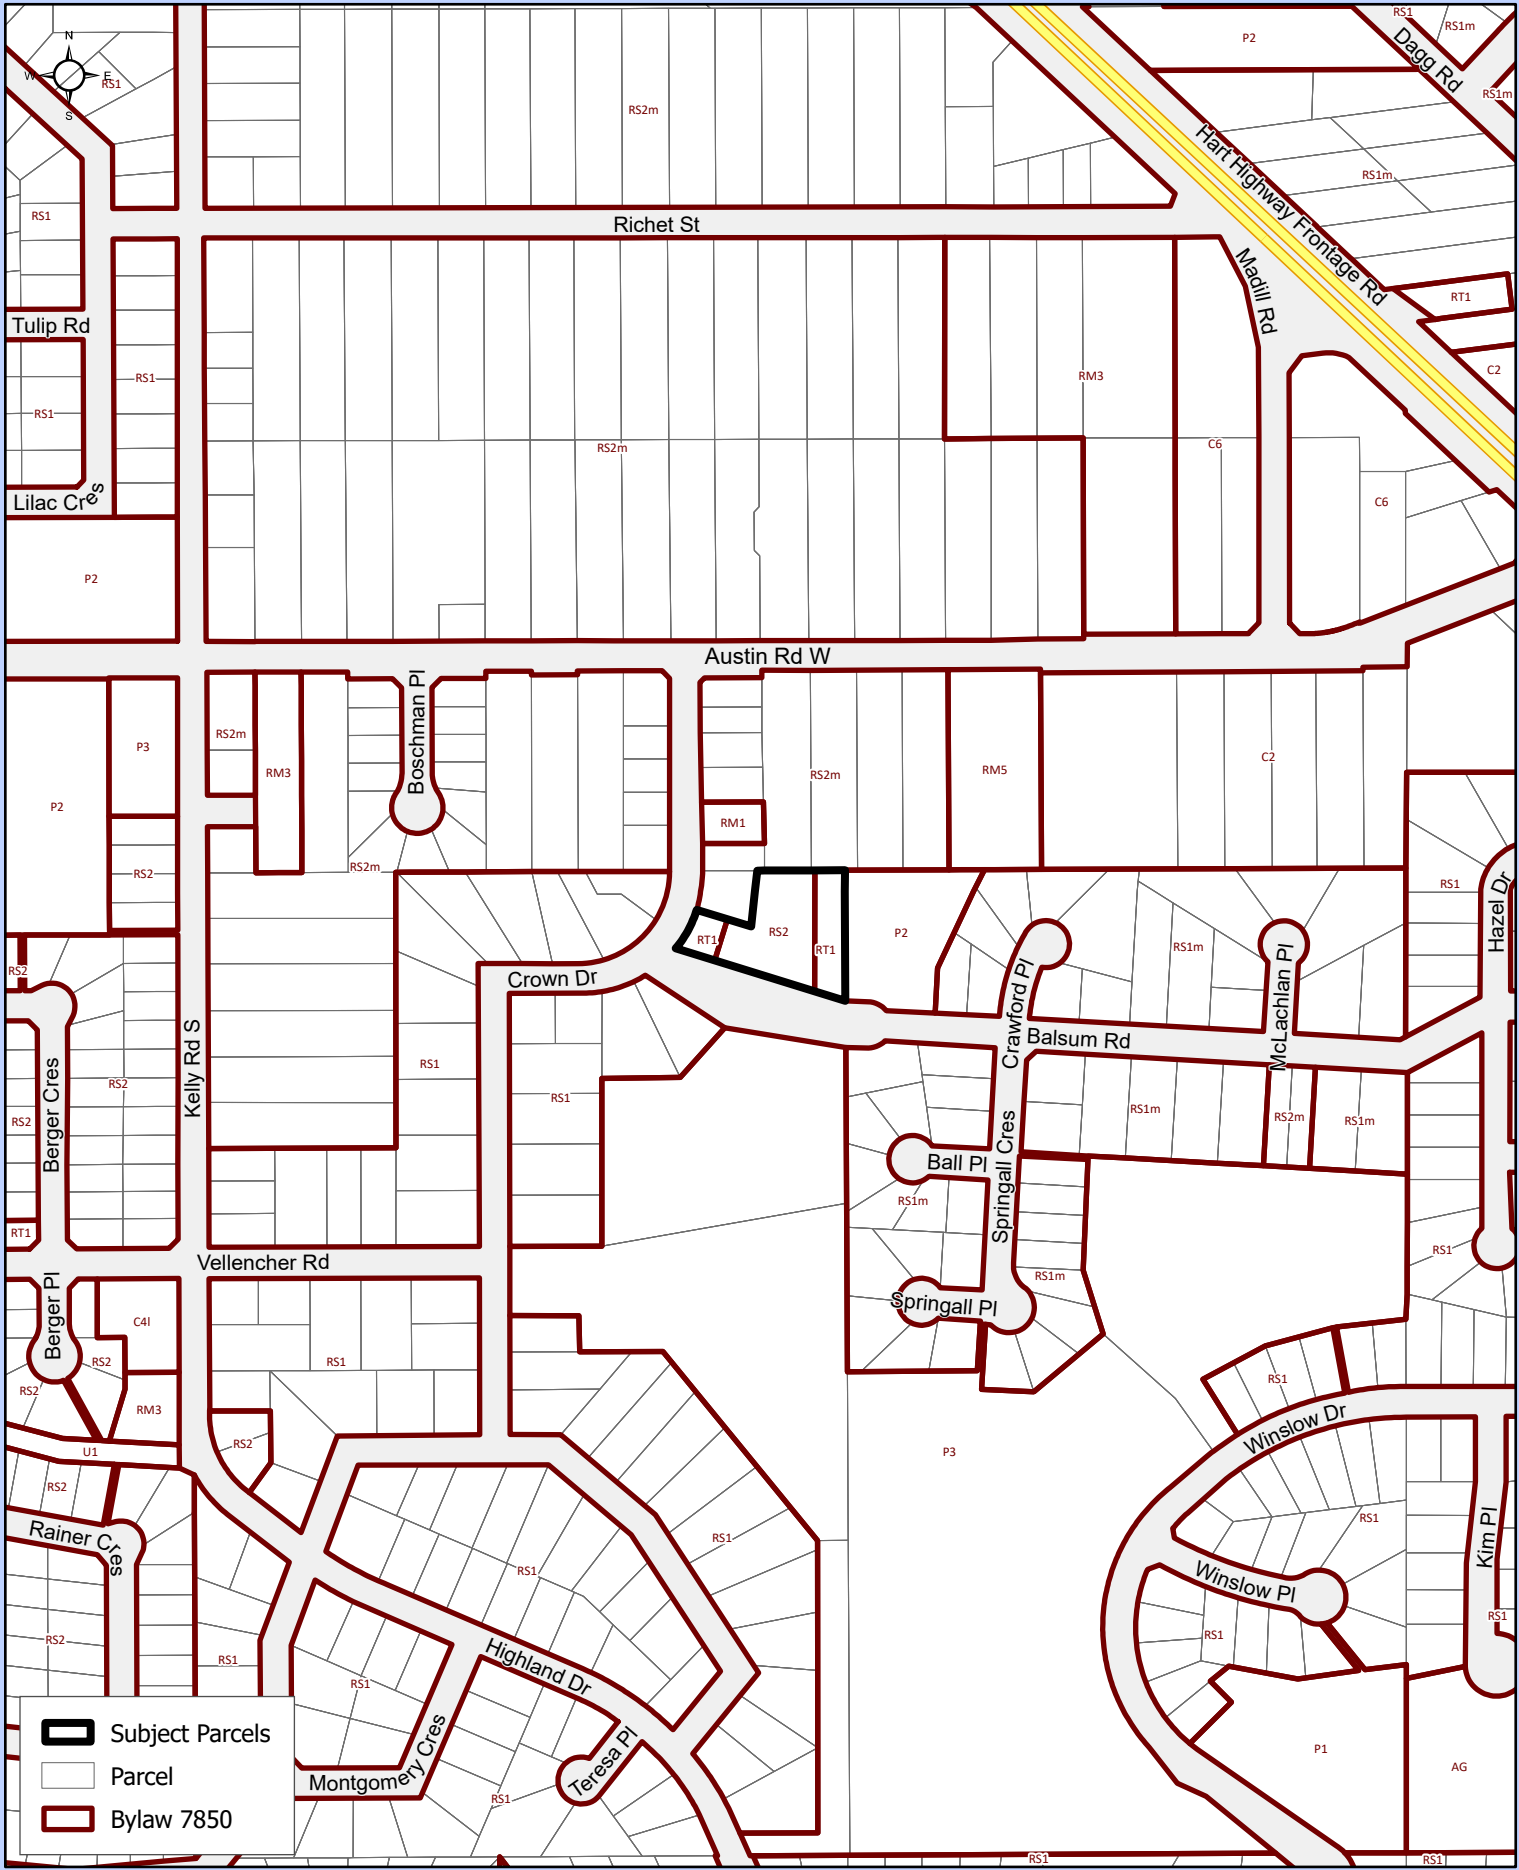 RS1
RS1m
P2
Dagg Rd
N
W
E
S
RS1
RS1m
RS2m
Hart Highway Frontage Rd
RS1m
RS1
Richet St
Madill Rd
RT1
Tulip Rd
C2
RM3
RS1
RS1
C6
RS2m
Lilac Cres
C6
P2
Austin Rd W
Boschman Pl
RS2m
P3
RM3
RS2m
RM5
C2
P2
RM1
RS2m
RS2
RS1
Hazel Dr
RT1
RS2
RT1
P2
RS1m
RS2
Crown Dr
Crawford Pl
McLachlan Pl
Balsum Rd
Kelly Rd S
RS1
Berger Cres
RS2
RS1
RS1m
RS2m
RS1m
RS2
Springall Cres
Ball Pl
RS1m
RT1
Vellencher Rd
RS1
RS1m
Berger Pl
Springall Pl
C4l
RS2
RS1
RS2
RS1
RM3
Winslow Dr
RS2
U1
P3
RS2
RS1
Kim Pl
Rainer Cres
RS1
RS1
Winslow Pl
RS1
RS2
RS1
RS1
Highland Dr
RS1
Subject Parcels
Teresa Pl
Montgomery Cres
P1
AG
Parcel
RS1
Bylaw 7850
RS1
RS1